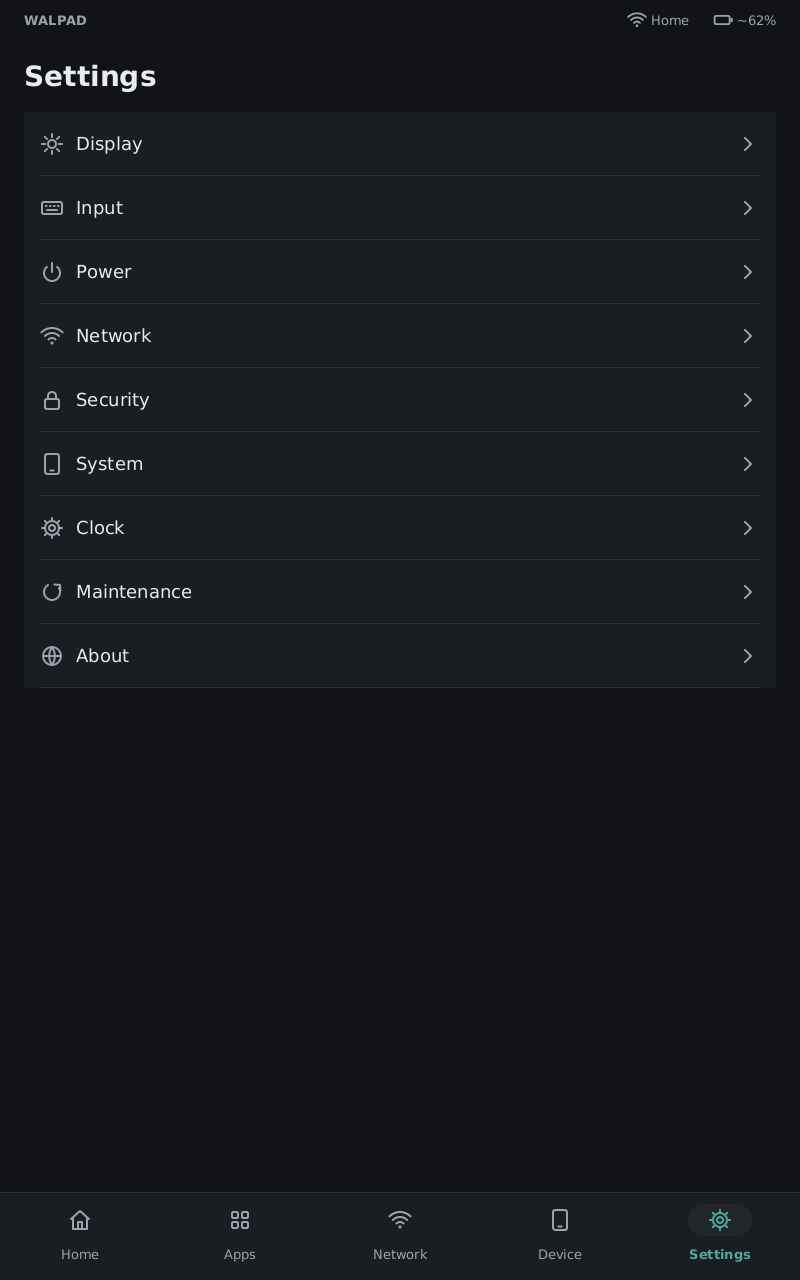 WALPAD Home ~62%
Settings
Display
Input
Power
Network
Security
System
Clock
Maintenance
About
Home Apps Network Device Settings